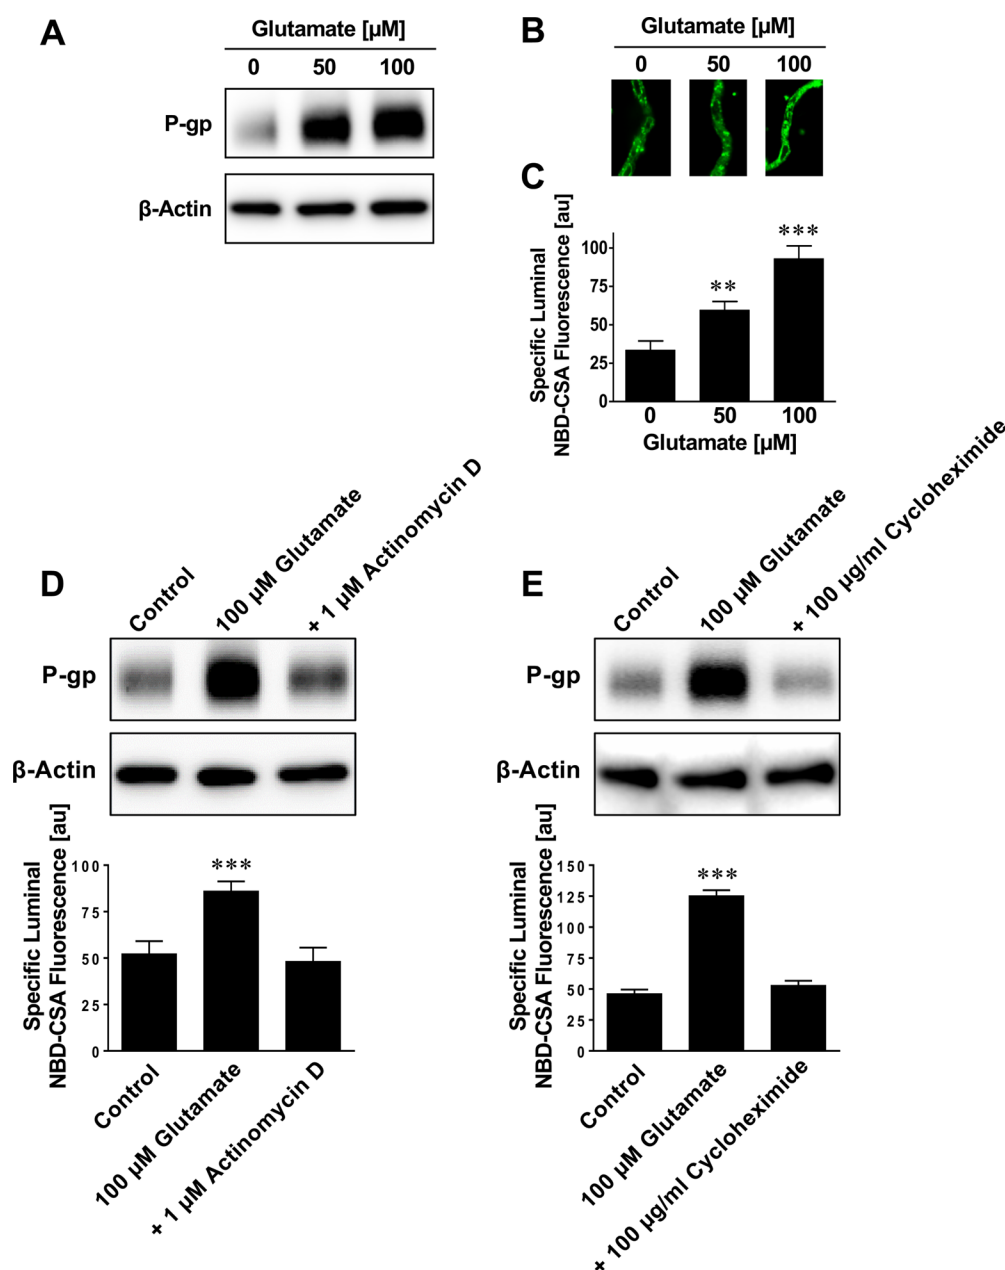 A
Glutamate [µM]
0 50 100
P-gp
β-Actin
B
Glutamate [µM]
0 50 100
C
Specific Luminal
NBD-CSA Fluorescence [au]
***
**
100
75
50
25
0
0 50 100
Glutamate [µM]
D
Control
100 µM Glutamate
+ 1 µM Actinomycin D
P-gp
β-Actin
Specific Luminal
NBD-CSA Fluorescence [au]
***
100
75
50
25
0
Control
100 µM Glutamate
+ 1 µM Actinomycin D
E
Control
100 µM Glutamate
+ 100 µg/ml Cycloheximide
P-gp
β-Actin
Specific Luminal
NBD-CSA Fluorescence [au]
***
150
125
100
75
50
25
0
Control
100 µM Glutamate
+ 100 µg/ml Cycloheximide